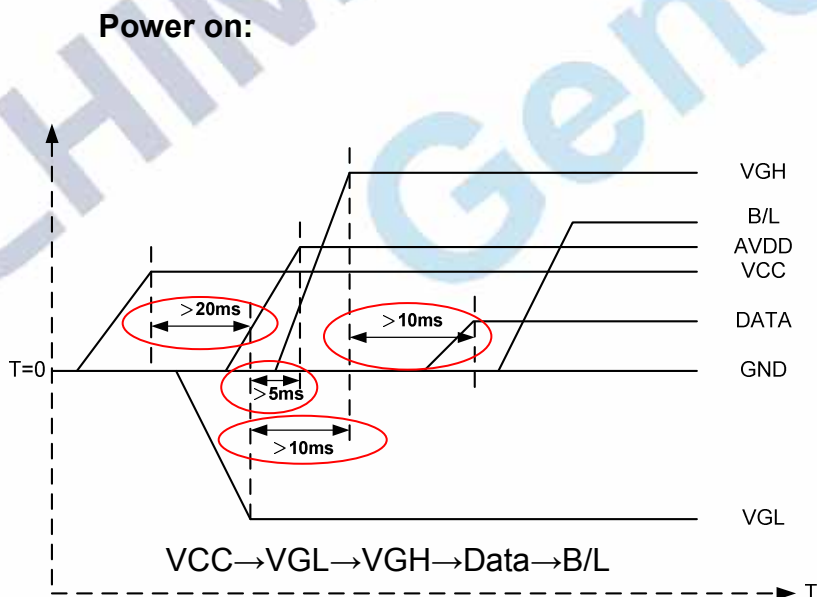 Power on:
VGH
B/L
AVDD
VCC
>20ms
>10ms
DATA
T=0
GND
>5ms
>10ms
VGL
VCC→VGL→VGH→Data→B/L
T